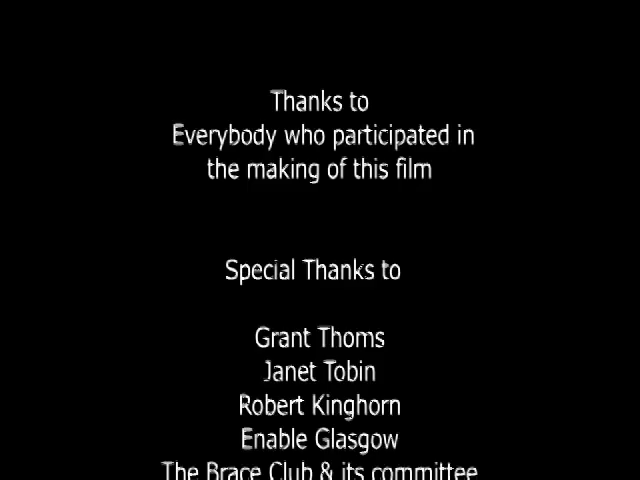 Thanks to
Everybody who participated in
the making of this film
Special Thanks to
Grant Thoms
Janet Tobin
Robert Kinghorn
Enable Glasgow
The Brace Club & its committee